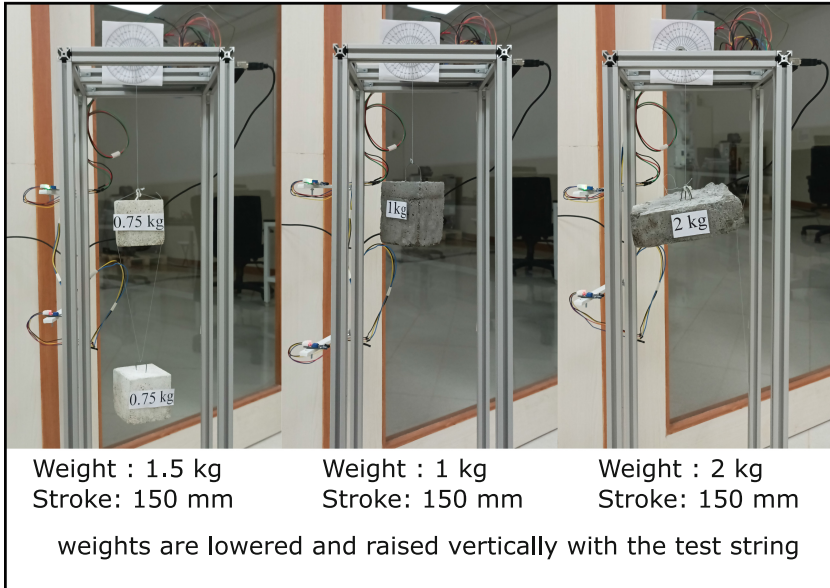 0.75 kg
0.75 kg
1kg
2 kg
Weight : 1.5 kg
Stroke: 150 mm
Weight : 1 kg
Stroke: 150 mm
Weight : 2 kg
Stroke: 150 mm
weights are lowered and raised vertically with the test string